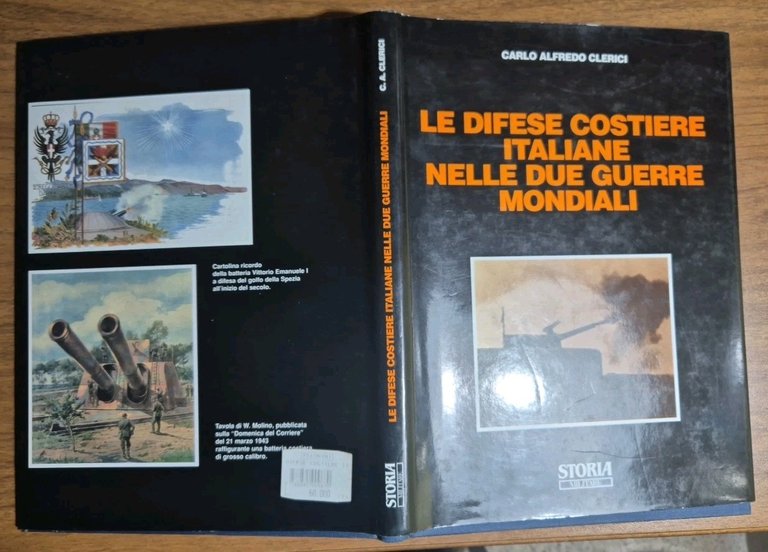 CARLO ALFREDO CLERICI
LE DIFESE COSTIERE
ITALIANE
NELLE DUE GUERRE
MONDIALI
STORIA
MILITARE
C. A. CLERICI
LE DIFESE COSTIERE ITALIANE NELLE DUE GUERRE MONDIALI
STORIA
MILITARE
Cartolina ricordo
della batteria Vittorio Emanuele I
a difesa del golfo della Spezia
all'inizio del secolo.
Tavola di W. Molino, pubblicata
sulla "Domenica del Corriere"
del 21 marzo 1943
raffigurante una batteria costiera
di grosso calibro.